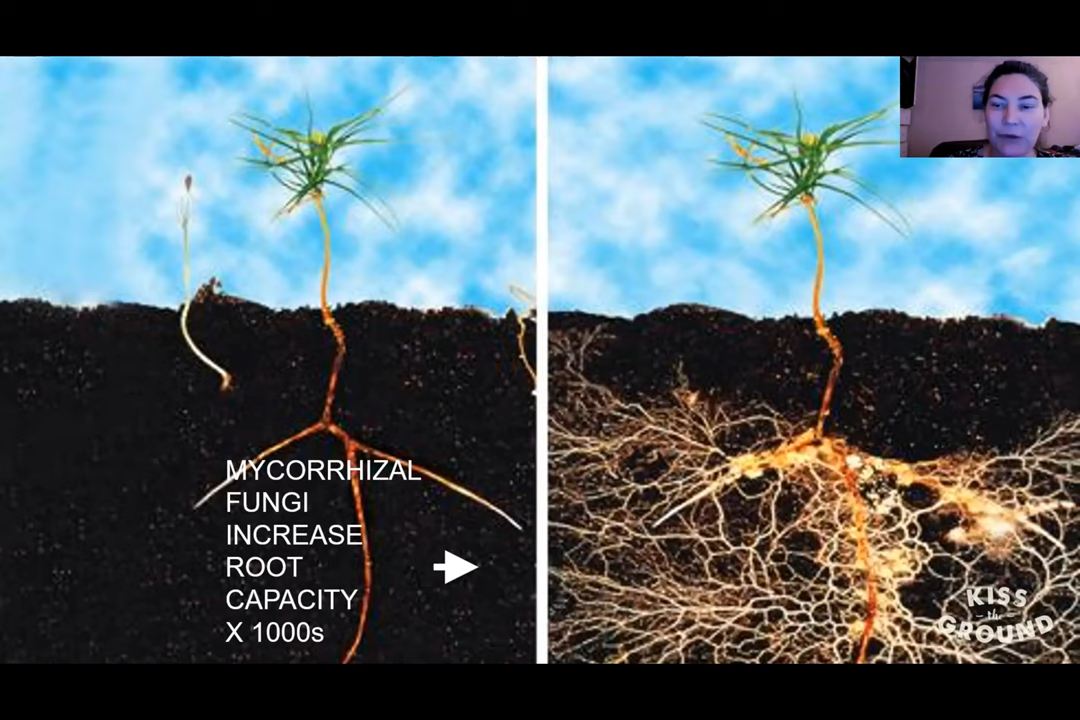 MYCORRHIZAL
FUNGI
INCREASE
ROOT
CAPACITY
X 1000s
KISS
the
GROUND